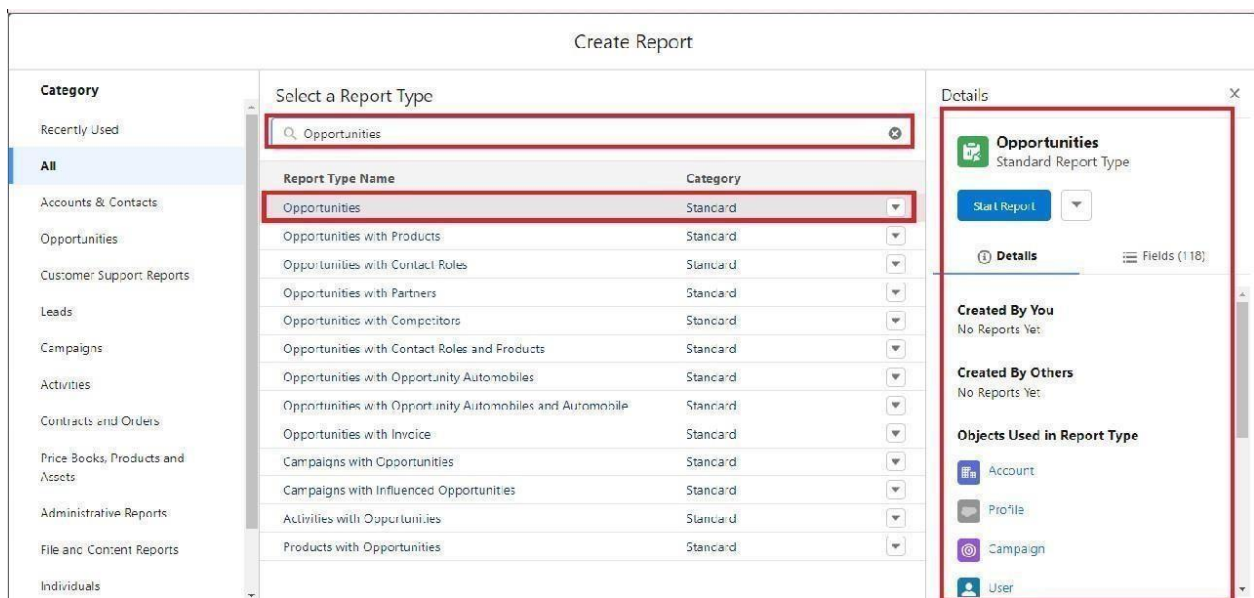 Create Report
Category
Recently Used
All
Accounts & Contacts
Opportunities
Customer Support Reports
Leads
Campaigns
Activities
Contracts and Orders
Price Books, Products and
Assets
Administrative Reports
File and Content Reports
Individuals
Select a Report Type
Opportunities
Report Type Name Category
Opportunities Standard
Opportunities with Products Standard
Opportunities with Contact Roles Standard
Opportunities with Partners Standard
Opportunities with Competitors Standard
Opportunities with Contact Roles and Products Standard
Opportunities with Opportunity Automobiles Standard
Opportunities with Opportunity Automobiles and Automobile Standard
Opportunities with Invoice Standard
Campaigns with Opportunities Standard
Campaigns with Influenced Opportunities Standard
Activities with Opportunities Standard
Products with Opportunities Standard
Details
Opportunities
Standard Report Type
Start Report
Details Fields (118)
Created By You
No Reports Yet
Created By Others
No Reports Yet
Objects Used in Report Type
Account
Profile
Campaign
User